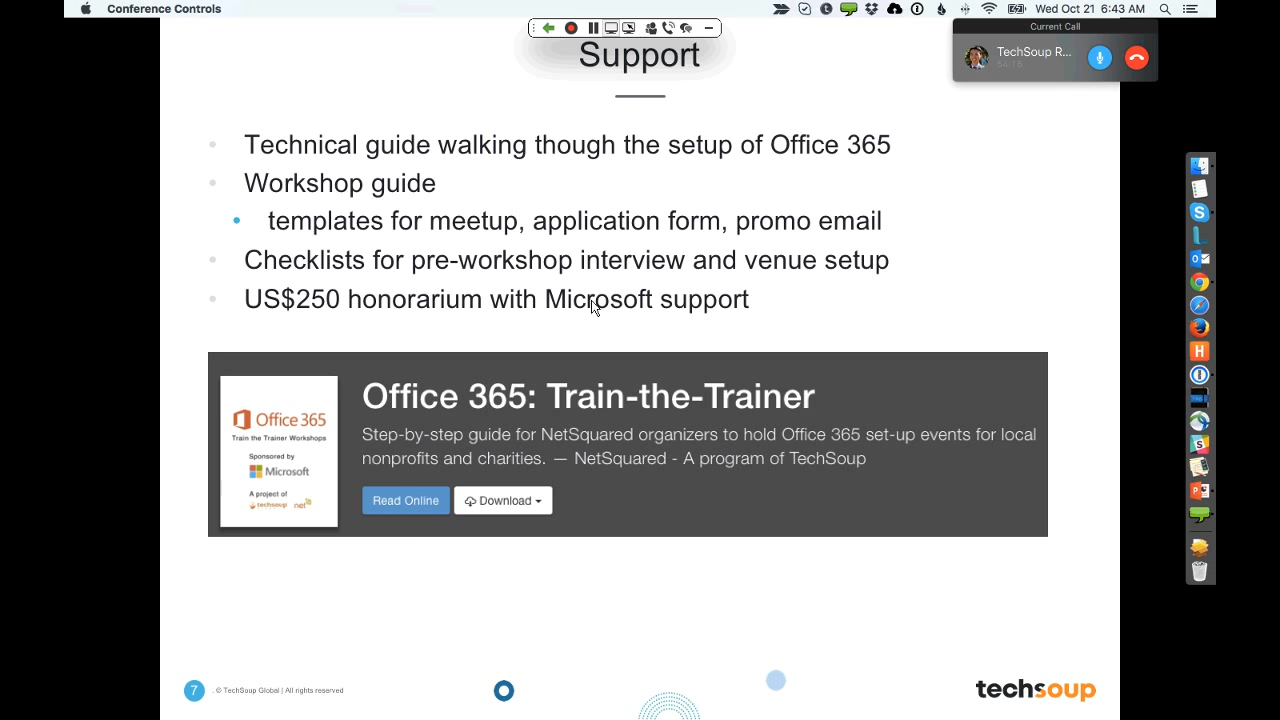 Conference Controls
Wed Oct 21 6:43 AM
Current Call
TechSoup R...
Support
Technical guide walking though the setup of Office 365
Workshop guide
templates for meetup, application form, promo email
Checklists for pre-workshop interview and venue setup
US$250 honorarium with Microsoft support
Office 365
Train the Trainer Workshops
Sponsored by
Microsoft
A project of
techsoup net
Office 365: Train-the-Trainer
Step-by-step guide for NetSquared organizers to hold Office 365 set-up events for local
nonprofits and charities. — NetSquared - A program of TechSoup
Read Online
Download
7
. © TechSoup Global | All rights reserved
techsoup